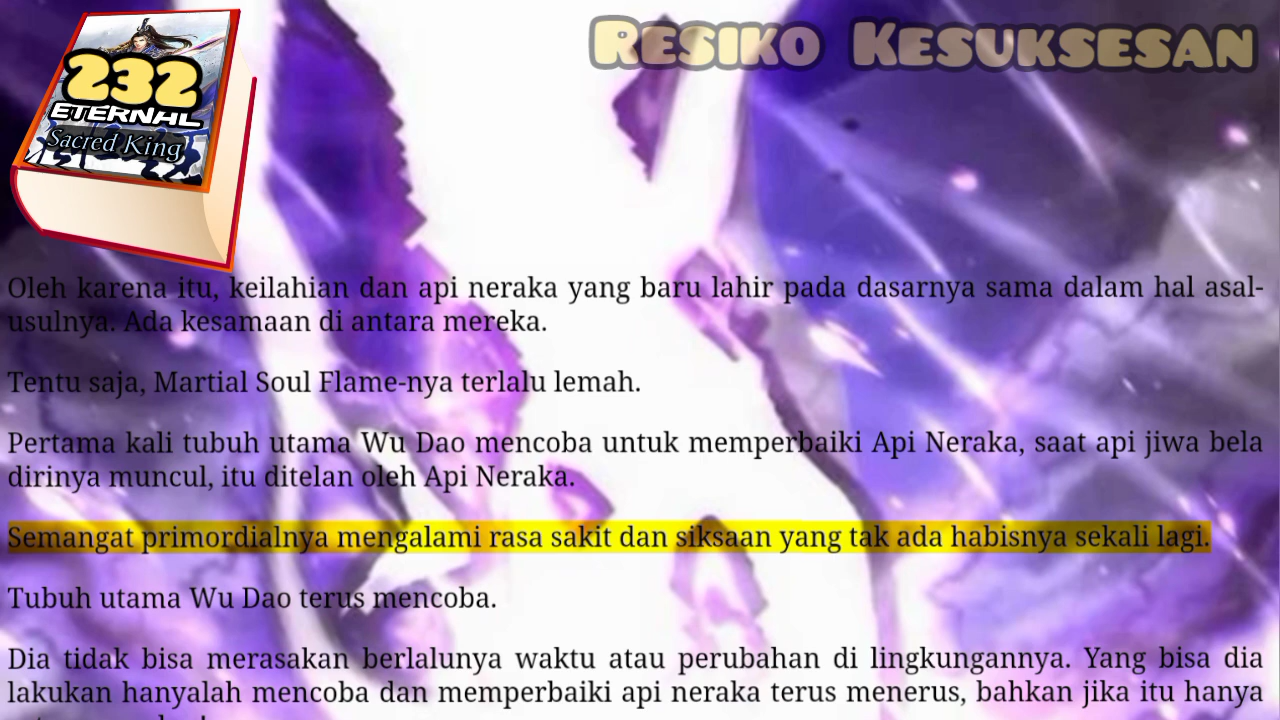 Resiko Kesuksesan
232
ETERNAL
Sacred King
Oleh karena itu, keilahian dan api neraka yang baru lahir pada dasarnya sama dalam hal asal-
usulnya. Ada kesamaan di antara mereka.
Tentu saja, Martial Soul Flame-nya terlalu lemah.
Pertama kali tubuh utama Wu Dao mencoba untuk memperbaiki Api Neraka, saat api jiwa bela
dirinya muncul, itu ditelan oleh Api Neraka.
Semangat primordialnya mengalami rasa sakit dan siksaan yang tak ada habisnya sekali lagi.
Tubuh utama Wu Dao terus mencoba.
Dia tidak bisa merasakan berlalunya waktu atau perubahan di lingkungannya. Yang bisa dia
lakukan hanyalah mencoba dan memperbaiki api neraka terus menerus, bahkan jika itu hanya